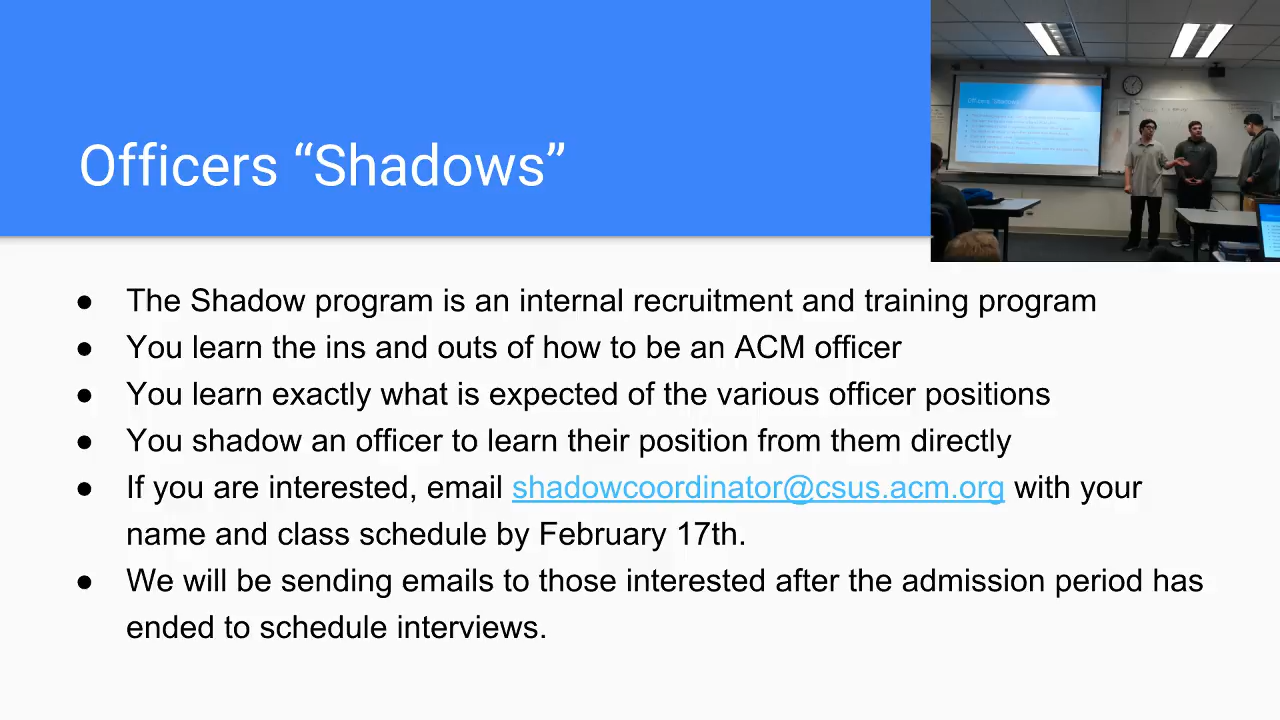 Officers “Shadows”
● The Shadow program is an internal recruitment and training program
● You learn the ins and outs of how to be an ACM officer
● You learn exactly what is expected of the various officer positions
● You shadow an officer to learn their position from them directly
● If you are interested, email shadowcoordinator@csus.acm.org with your
name and class schedule by February 17th.
● We will be sending emails to those interested after the admission period has
ended to schedule interviews.
Officers “Shadows”